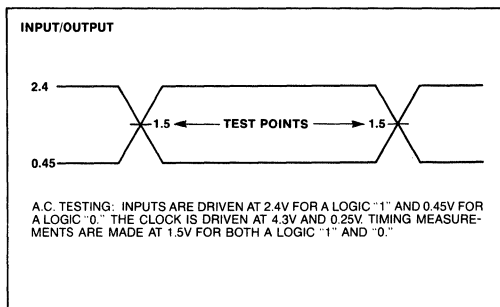 INPUT/OUTPUT
2.4
1.5 TEST POINTS 1.5
0.45
A.C. TESTING: INPUTS ARE DRIVEN AT 2.4V FOR A LOGIC "1" AND 0.45V FOR
A LOGIC "0." THE CLOCK IS DRIVEN AT 4.3V AND 0.25V. TIMING MEASURE-
MENTS ARE MADE AT 1.5V FOR BOTH A LOGIC "1" AND "0."